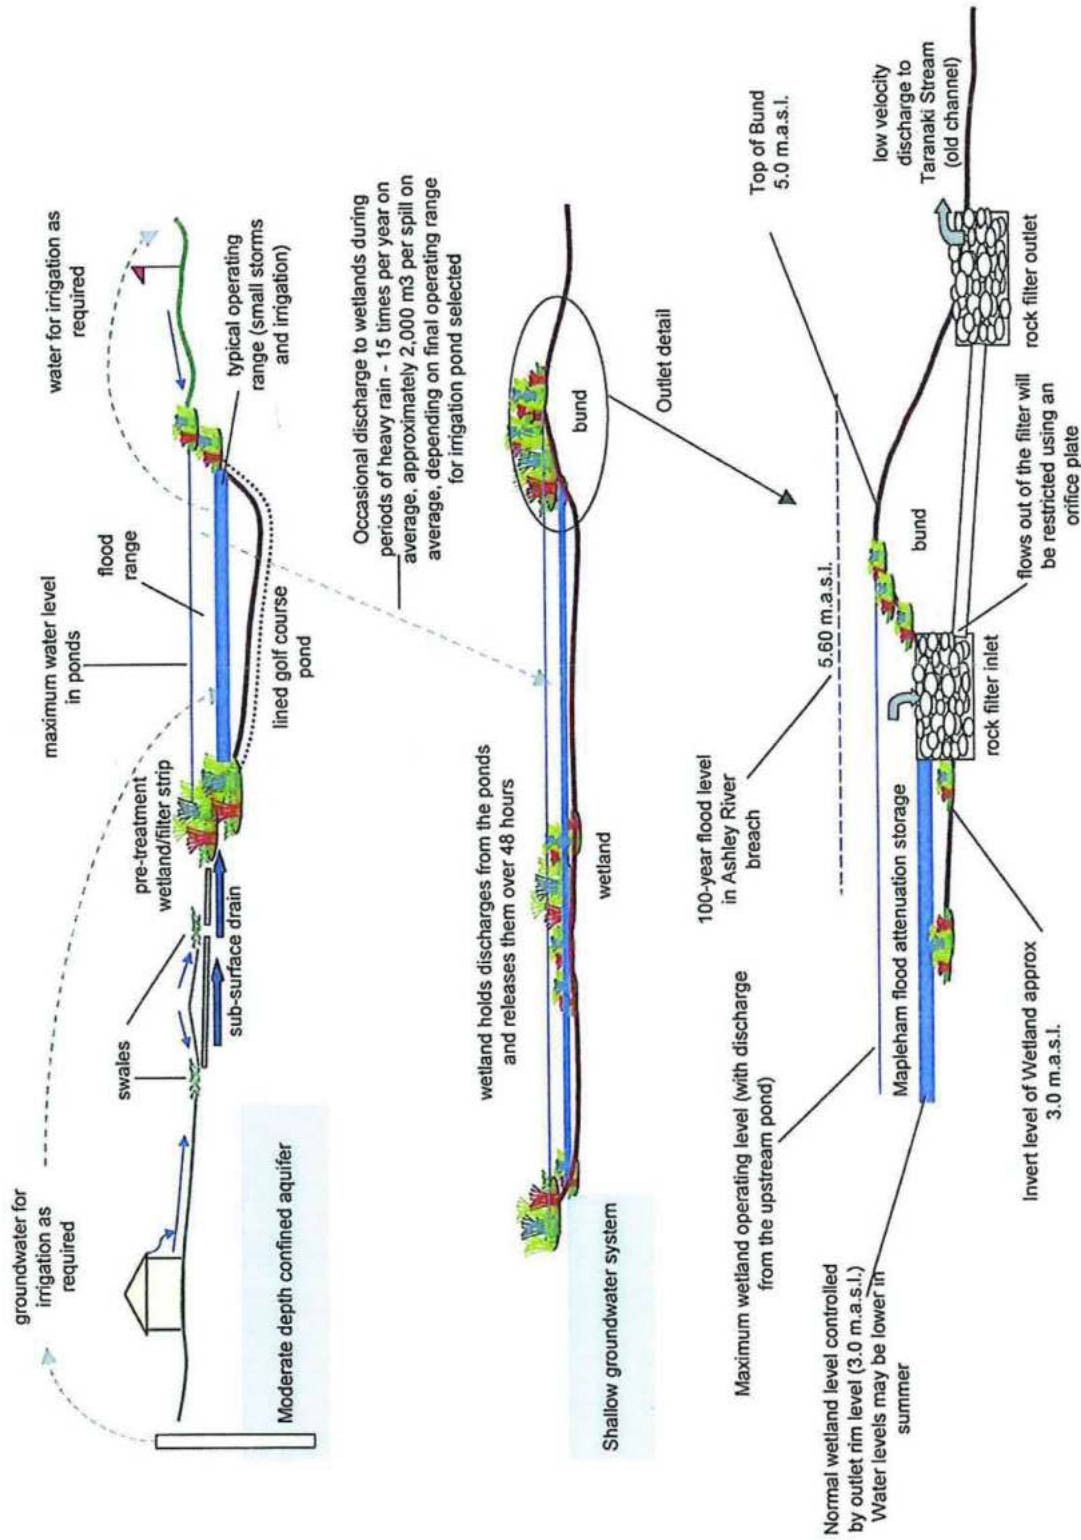 groundwater for
irrigation as
required
swales
maximum water level
in ponds
flood
range
water for irrigation as
required
pre-treatment
wetland/filter strip
sub-surface drain
lined golf course
pond
typical operating
range (small storms
and irrigation)
Moderate depth confined aquifer
Occasional discharge to wetlands during
periods of heavy rain - 15 times per year on
average, approximately 2,000 m3 per spill on
average, depending on final operating range
for irrigation pond selected
wetland holds discharges from the ponds
and releases them over 48 hours
wetland
bund
Shallow groundwater system
Outlet detail
Maximum wetland operating level (with discharge
from the upstream pond)
100-year flood level
in Ashley River
breach
5.60 m.a.s.l.
Top of Bund
5.0 m.a.s.l.
low velocity
discharge to
Taranaki Stream
(old channel)
Mapleham flood attenuation storage
bund
Normal wetland level controlled
by outlet rim level (3.0 m.a.s.l.)
Water levels may be lower in
summer
Invert level of Wetland approx
3.0 m.a.s.l.
rock filter inlet
flows out of the filter will
be restricted using an
orifice plate
rock filter outlet